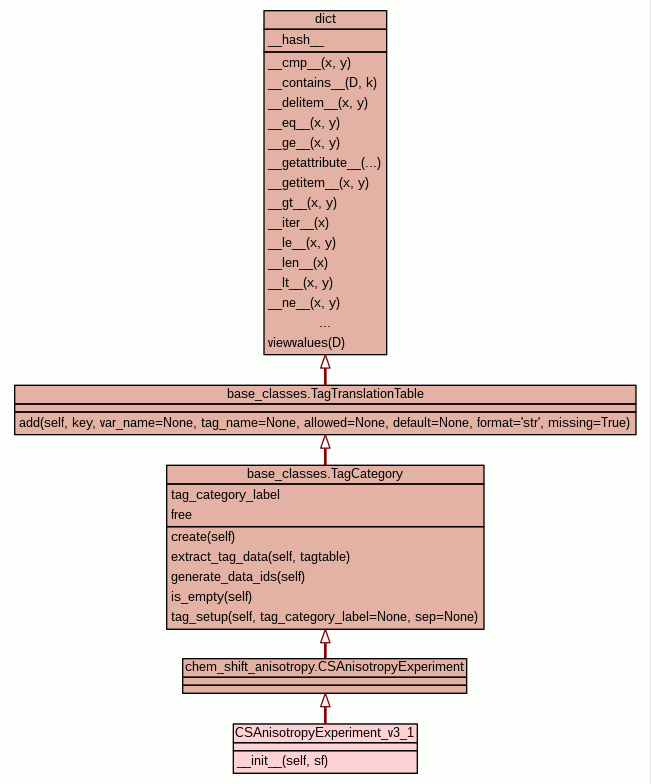 dict
__hash__
__cmp__(x, y)
__contains__(D, k)
__delitem__(x, y)
__eq__(x, y)
__ge__(x, y)
__getattribute__(...)
__getitem__(x, y)
__gt__(x, y)
__iter__(x)
__le__(x, y)
__len__(x)
__lt__(x, y)
__ne__(x, y)
...
viewvalues(D)
base_classes.TagTranslationTable
add(self, key, var_name=None, tag_name=None, allowed=None, default=None, format='str', missing=True)
base_classes.TagCategory
tag_category_label
free
create(self)
extract_tag_data(self, tagtable)
generate_data_ids(self)
is_empty(self)
tag_setup(self, tag_category_label=None, sep=None)
chem_shift_anisotropy.CSAnisotropyExperiment
CSAnisotropyExperiment_v3_1
__init__(self, sf)